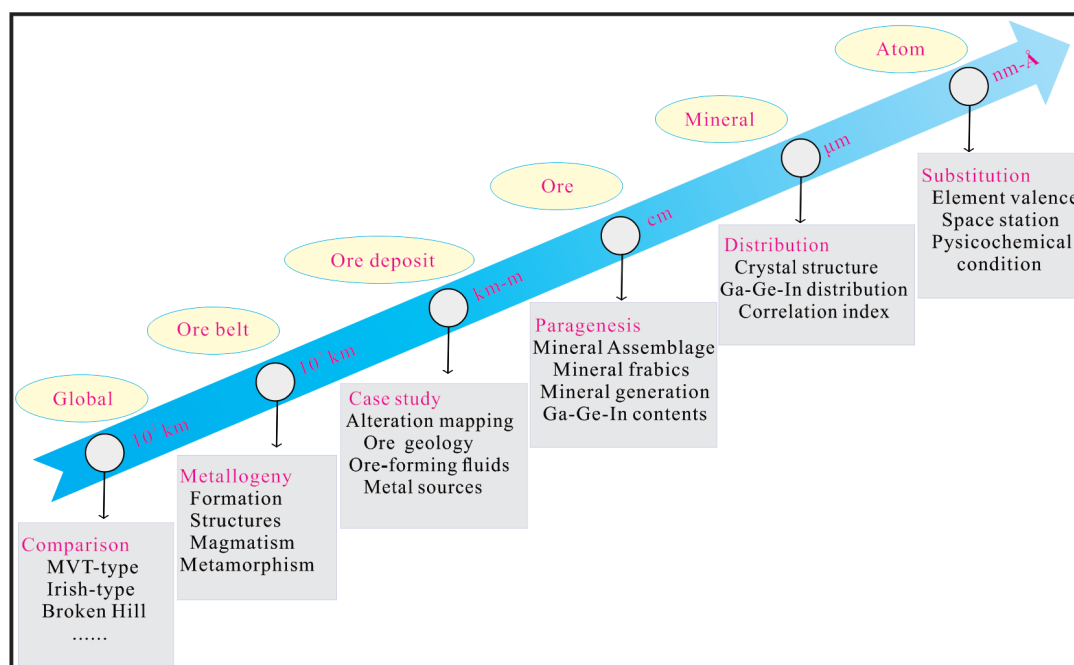 Global
km
Comparison
MVT-type
Irish-type
Broken Hill
......
Ore belt
km
Metallogeny
Formation
Structures
Magmatism
Metamorphism
Ore deposit
km-m
Case study
Alteration mapping
Ore geology
Ore-forming fluids
Metal sources
Ore
cm
Paragenesis
Mineral Assemblage
Mineral frabics
Mineral generation
Ga-Ge-In contents
Mineral
μm
Distribution
Crystal structure
Ga-Ge-In distribution
Correlation index
Atom
nm-Å
Substitution
Element valence
Space station
Pysicochemical
condition